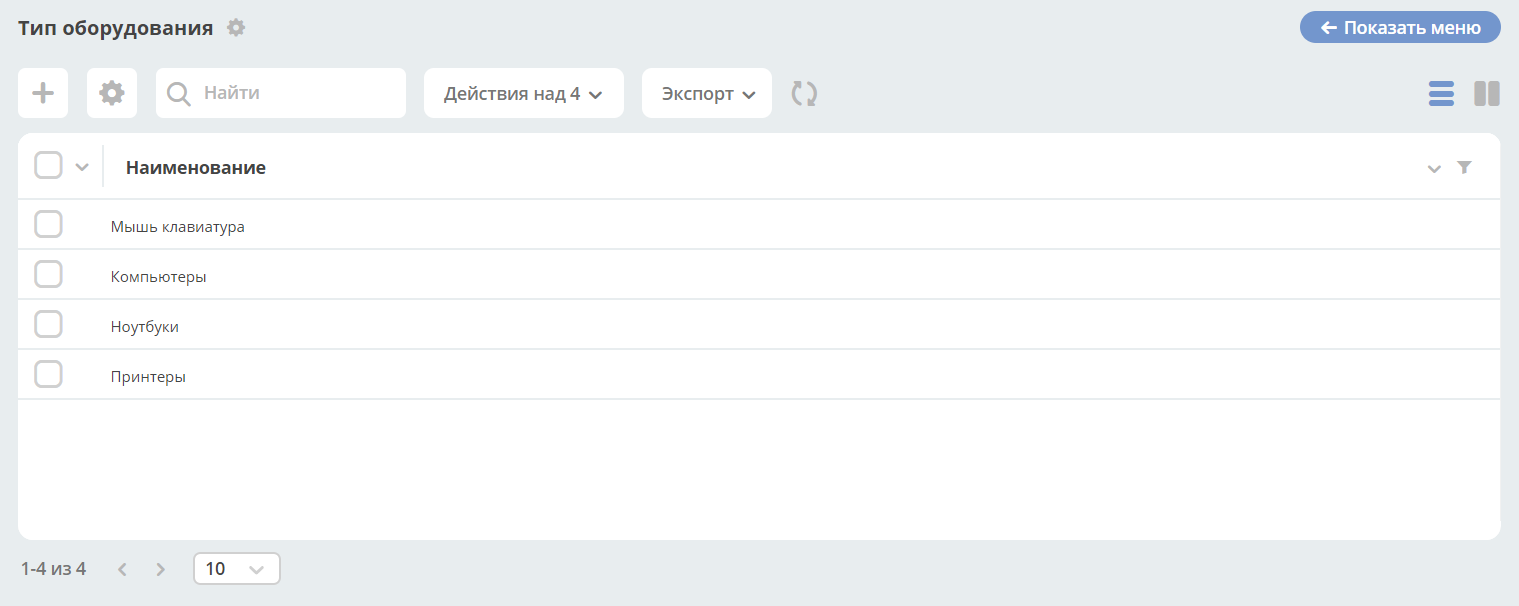 Тип оборудования
Показать меню
Найти
Действия над 4
Экспорт
Наименование
Мышь клавиатура
Компьютеры
Ноутбуки
Принтеры
1-4 из 4
10